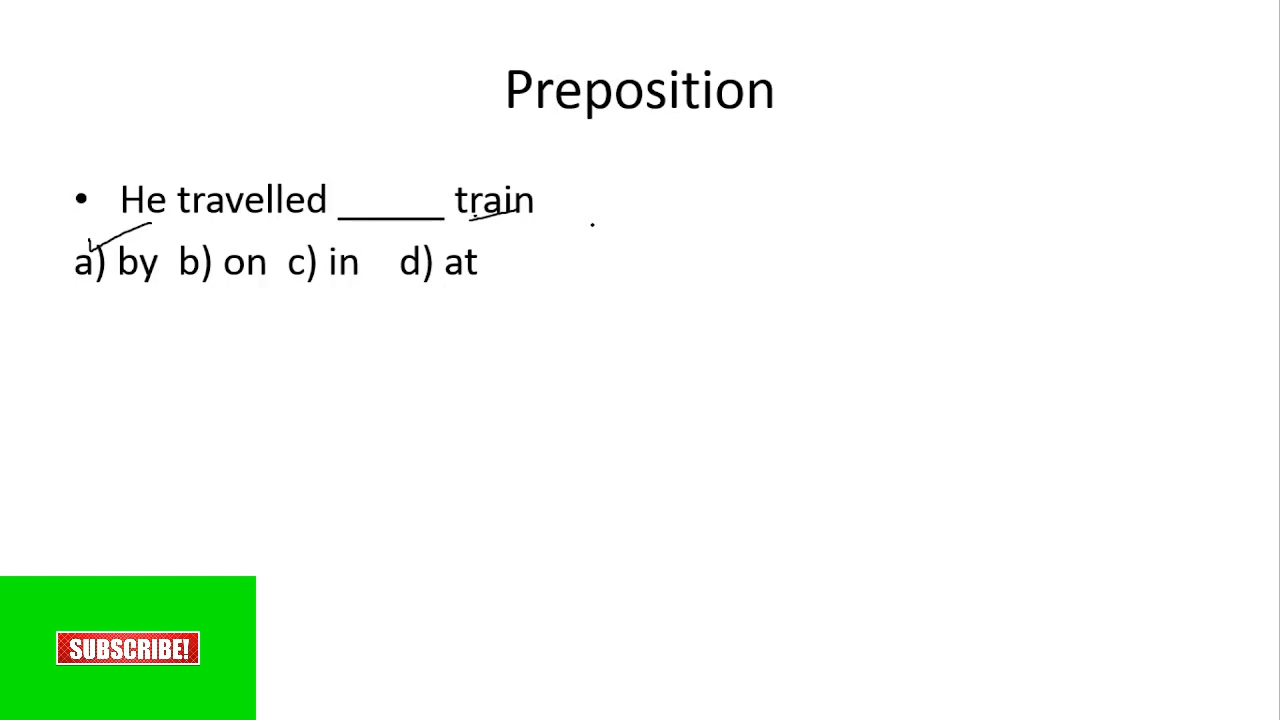 Preposition
• He travelled ______ train
a) by b) on c) in d) at
SUBSCRIBE!